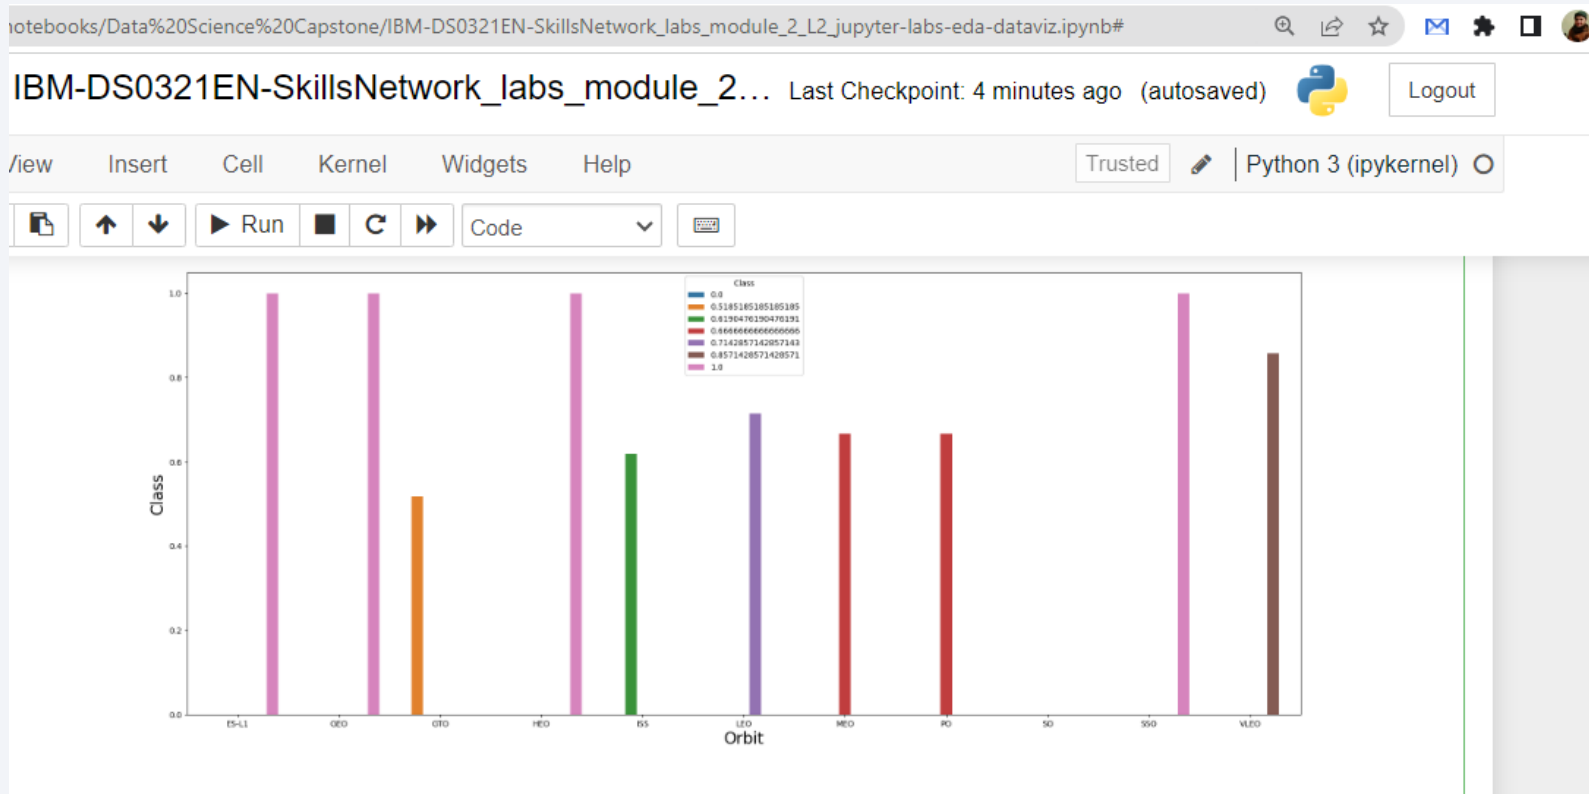 notebooks/Data%20Science%20Capstone/IBM-DS0321EN-SkillsNetwork_labs_module_2_L2_jupyter-labs-eda-dataviz.ipynb#
IBM-DS0321EN-SkillsNetwork_labs_module_2... Last Checkpoint: 4 minutes ago (autosaved) Logout
View Insert Cell Kernel Widgets Help Trusted Python 3 (ipykernel)
Run Code
Class
0.0
0.5185185185185185
0.6190476190476191
0.6666666666666666
0.7142857142857143
0.8571428571428571
1.0
1.0
0.8
0.6
0.4
0.2
0.0
Class
ES-L1 GEO GTO HEO ISS LEO MEO PO SO SSO VLEO
Orbit